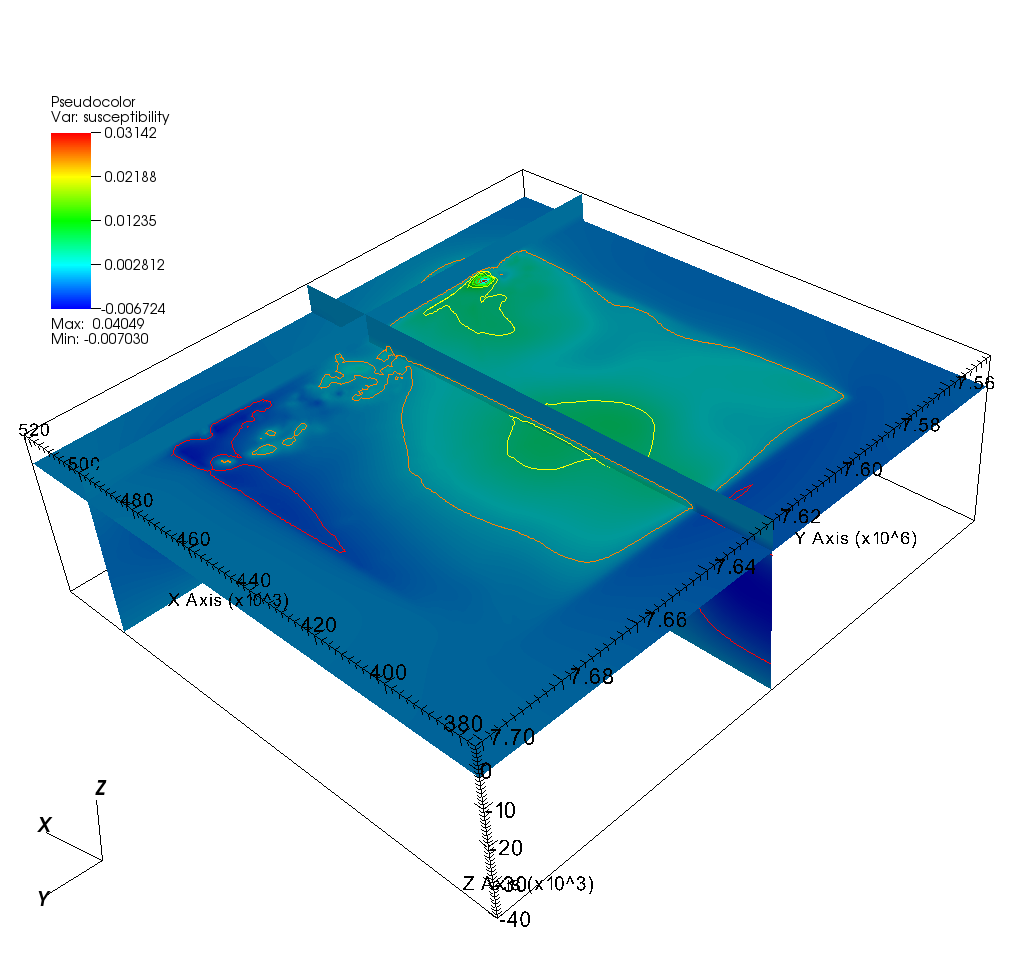 Pseudocolor
Var: susceptibility
0.03142
0.02188
0.01235
0.002812
-0.006724
Max: 0.04049
Min: -0.007030
520
500
480
460
440
420
400
380
X Axis (x10^3)
7.56
7.58
7.60
7.62
7.64
7.66
7.68
7.70
Y Axis (x10^6)
0
-10
-20
-30
-40
Z Axis (x10^3)
Z
X
Y